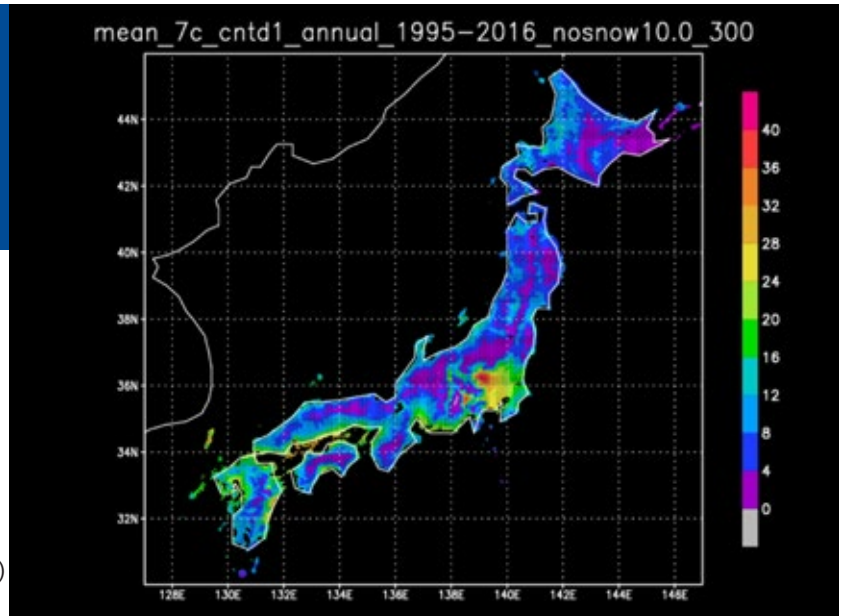 mean_7c_cntd1_annual_1995-2016_nosnow10.0_300
44N
42N
40N
38N
36N
34N
32N
128E 130E 132E 134E 136E 138E 140E 142E 144E 146E
40
36
32
28
24
20
16
12
8
4
0
)